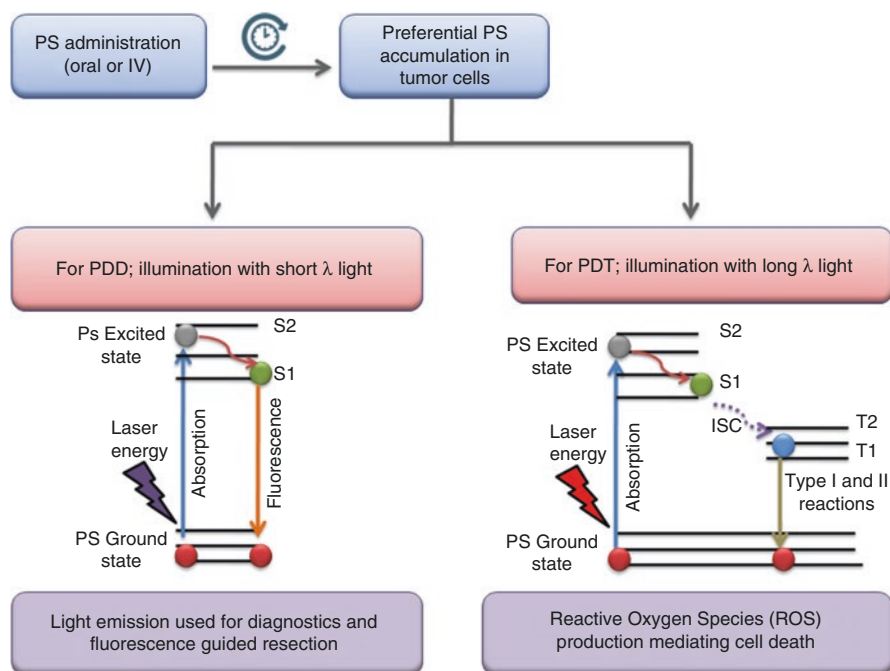 PS administration
(oral or IV)
Preferential PS
accumulation in
tumor cells
For PDD; illumination with short λ light
For PDT; illumination with long λ light
Ps Excited
state
S2
S1
Laser
energy
Absorption
Fluorescence
PS Ground
state
PS Excited
state
S2
S1
ISC
T2
T1
Laser
energy
Absorption
Type I and II
reactions
PS Ground
state
Light emission used for diagnostics and
fluorescence guided resection
Reactive Oxygen Species (ROS)
production mediating cell death